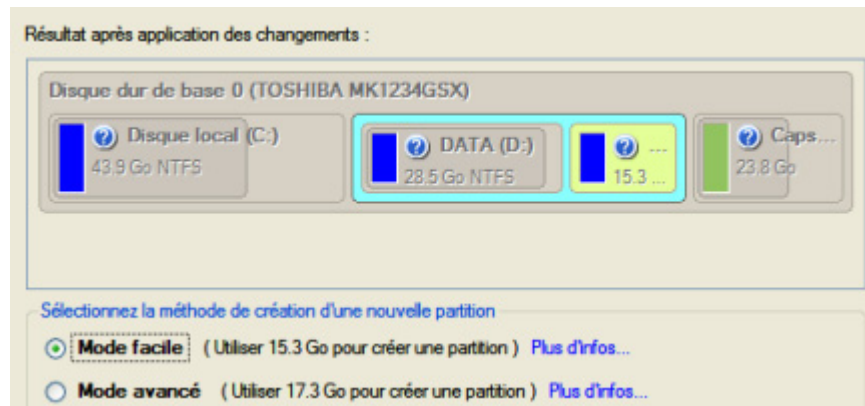 Résultat après application des changements :
Disque dur de base 0 (TOSHIBA MK1234GSX)
Disque local (C:)
43.9 Go NTFS
DATA (D:)
28.5 Go NTFS
...
15.3 ...
Caps...
23.8 Go
Sélectionnez la méthode de création d'une nouvelle partition
Mode facile ( Utiliser 15.3 Go pour créer une partition ) Plus d'infos...
Mode avancé ( Utiliser 17.3 Go pour créer une partition ) Plus d'infos...